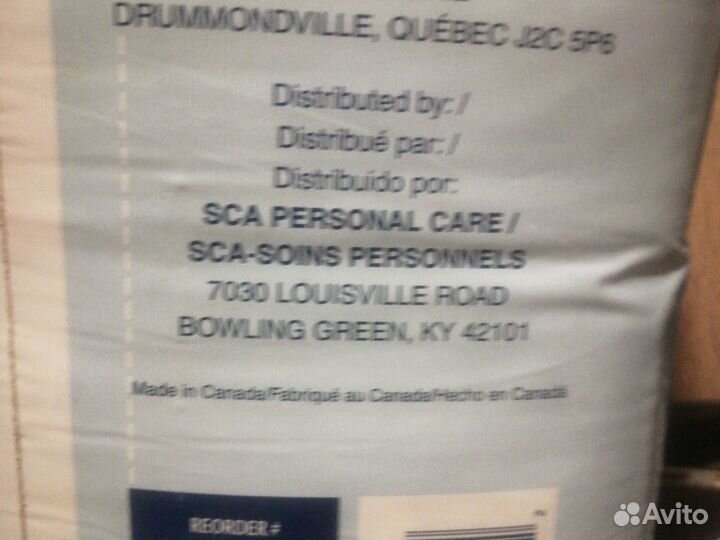 DRUMMONDVILLE, QUÉBEC J2C 5P6
Distributed by: /
Distribué par: /
Distribuido por:
SCA PERSONAL CARE /
SCA-SOINS PERSONNELS
7030 LOUISVILLE ROAD
BOWLING GREEN, KY 42101
Made in Canada/Fabriqué au Canada/Hecho en Canadá
REORDER #
Avito